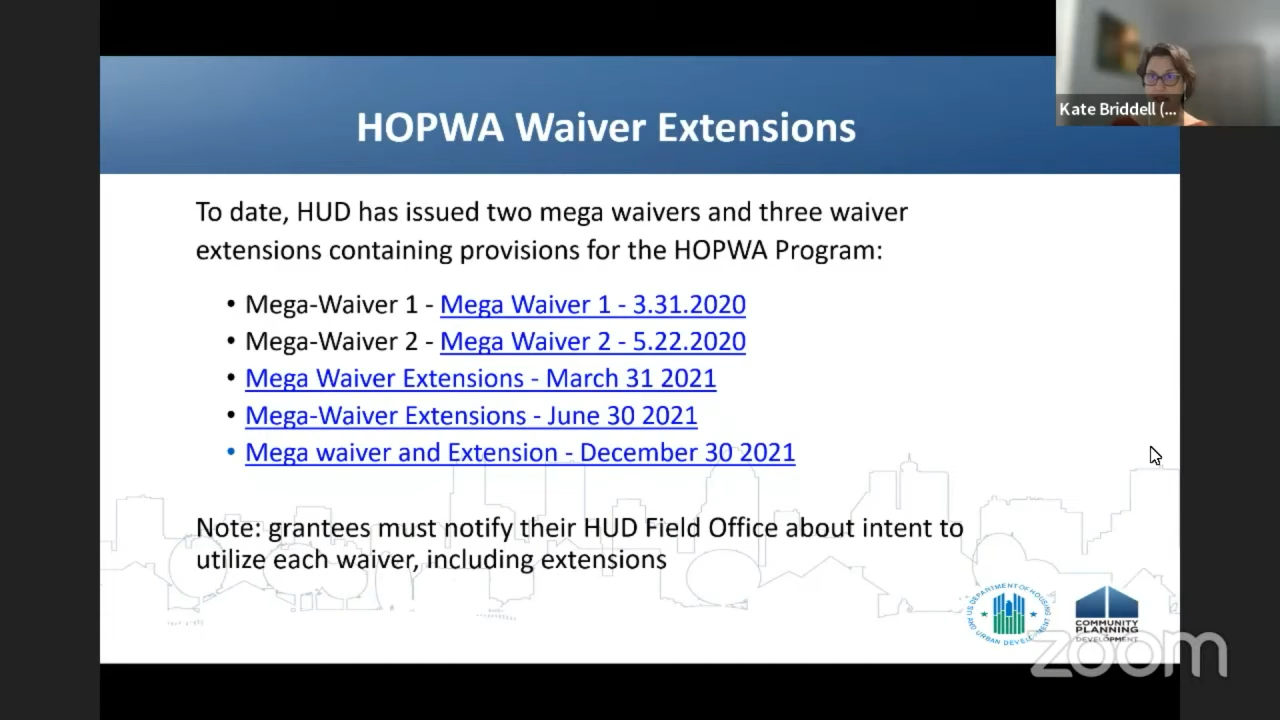 HOPWA Waiver Extensions
Kate Briddell (...
To date, HUD has issued two mega waivers and three waiver
extensions containing provisions for the HOPWA Program:
• Mega-Waiver 1 - Mega Waiver 1 - 3.31.2020
• Mega-Waiver 2 - Mega Waiver 2 - 5.22.2020
• Mega Waiver Extensions - March 31 2021
• Mega-Waiver Extensions - June 30 2021
• Mega waiver and Extension - December 30 2021
Note: grantees must notify their HUD Field Office about intent to
utilize each waiver, including extensions
U.S. DEPARTMENT OF HOUSING
AND URBAN DEVELOPMENT
COMMUNITY
PLANNING
DEVELOPMENT
zoom